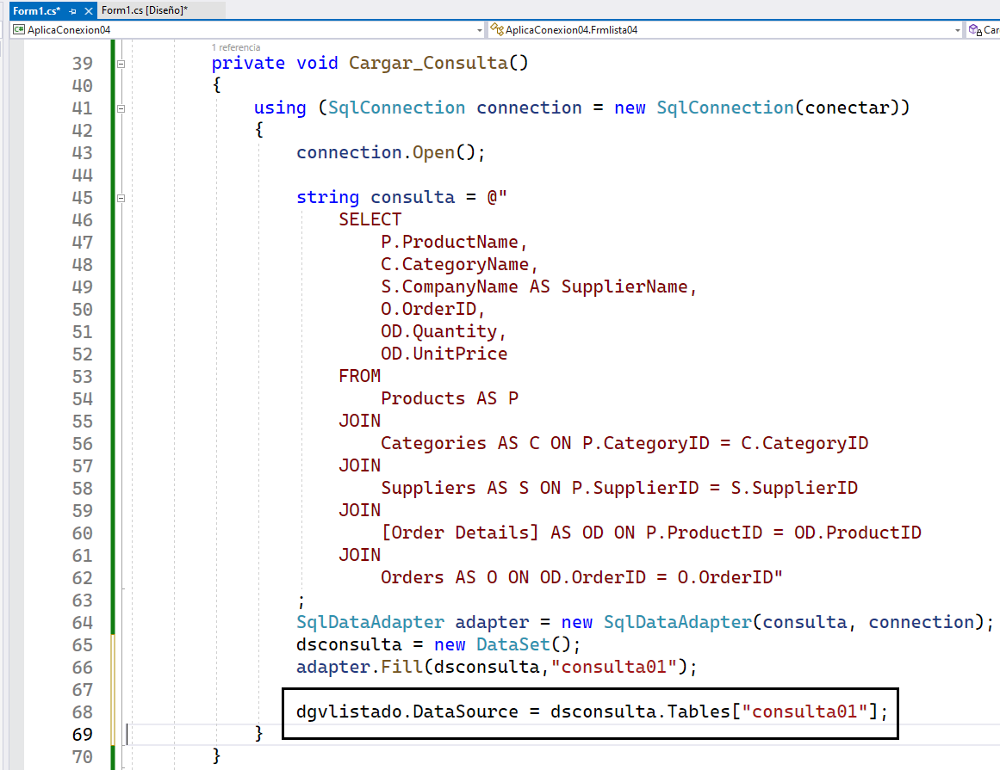 Form1.cs* Form1.cs [Diseño]*
C# AplicaConexion04 AplicaConexion04.Frmlista04 Car
1 referencia
39 private void Cargar_Consulta()
40 {
41 using (SqlConnection connection = new SqlConnection(conectar))
42 {
43 connection.Open();
44
45 string consulta = @"
46 SELECT
47 P.ProductName,
48 C.CategoryName,
49 S.CompanyName AS SupplierName,
50 O.OrderID,
51 OD.Quantity,
52 OD.UnitPrice
53 FROM
54 Products AS P
55 JOIN
56 Categories AS C ON P.CategoryID = C.CategoryID
57 JOIN
58 Suppliers AS S ON P.SupplierID = S.SupplierID
59 JOIN
60 [Order Details] AS OD ON P.ProductID = OD.ProductID
61 JOIN
62 Orders AS O ON OD.OrderID = O.OrderID"
63 ;
64 SqlDataAdapter adapter = new SqlDataAdapter(consulta, connection);
65 dsconsulta = new DataSet();
66 adapter.Fill(dsconsulta,"consulta01");
67
68 dgvlistado.DataSource = dsconsulta.Tables["consulta01"];
69 }
70 }